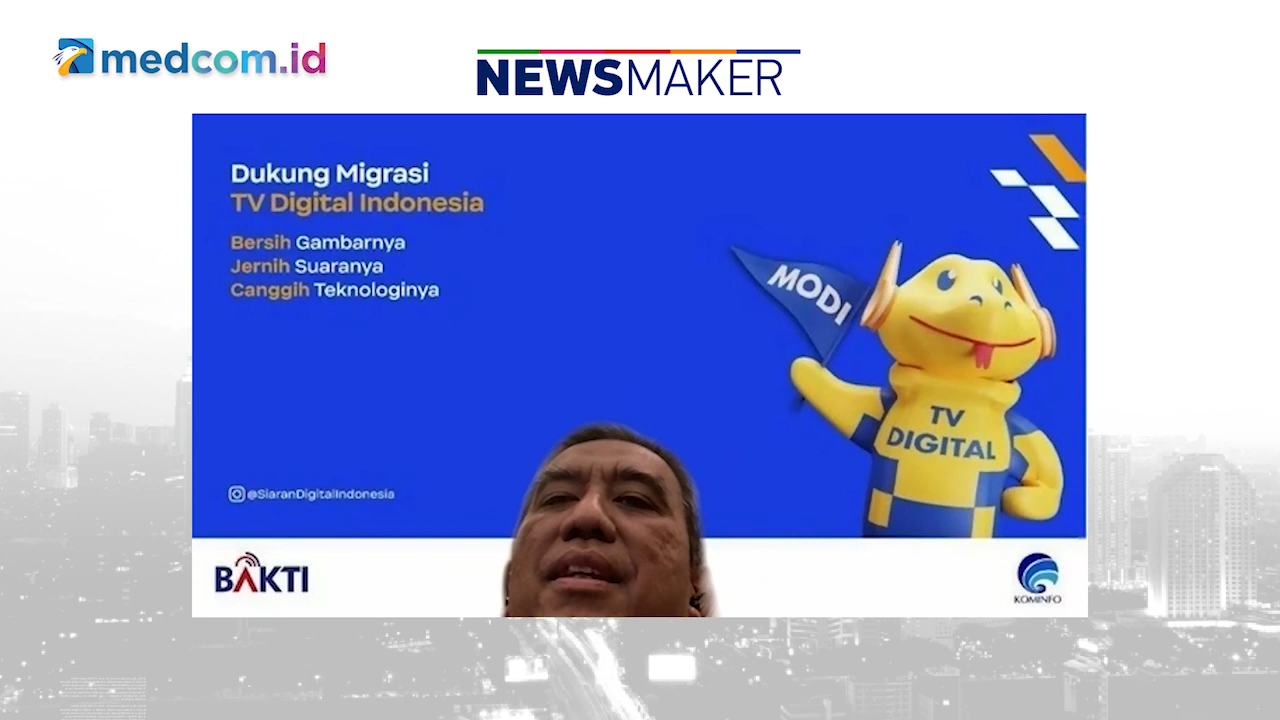 medcom.id
NEWSMAKER
Dukung Migrasi
TV Digital Indonesia
Bersih Gambarnya
Jernih Suaranya
Canggih Teknologinya
MODI
TV
DIGITAL
@SiaranDigitalIndonesia
BAKTI
KOMINFO